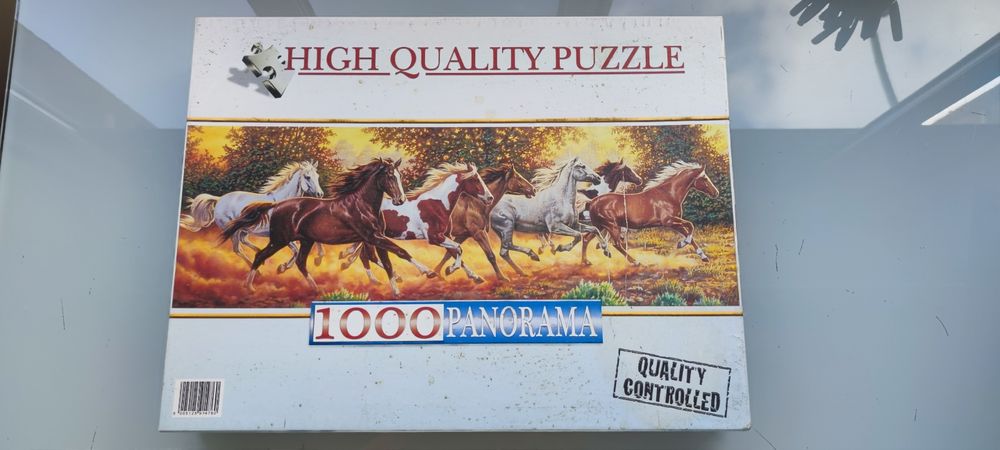 HIGH QUALITY PUZZLE
1000 PANORAMA
QUALITY
CONTROLLED